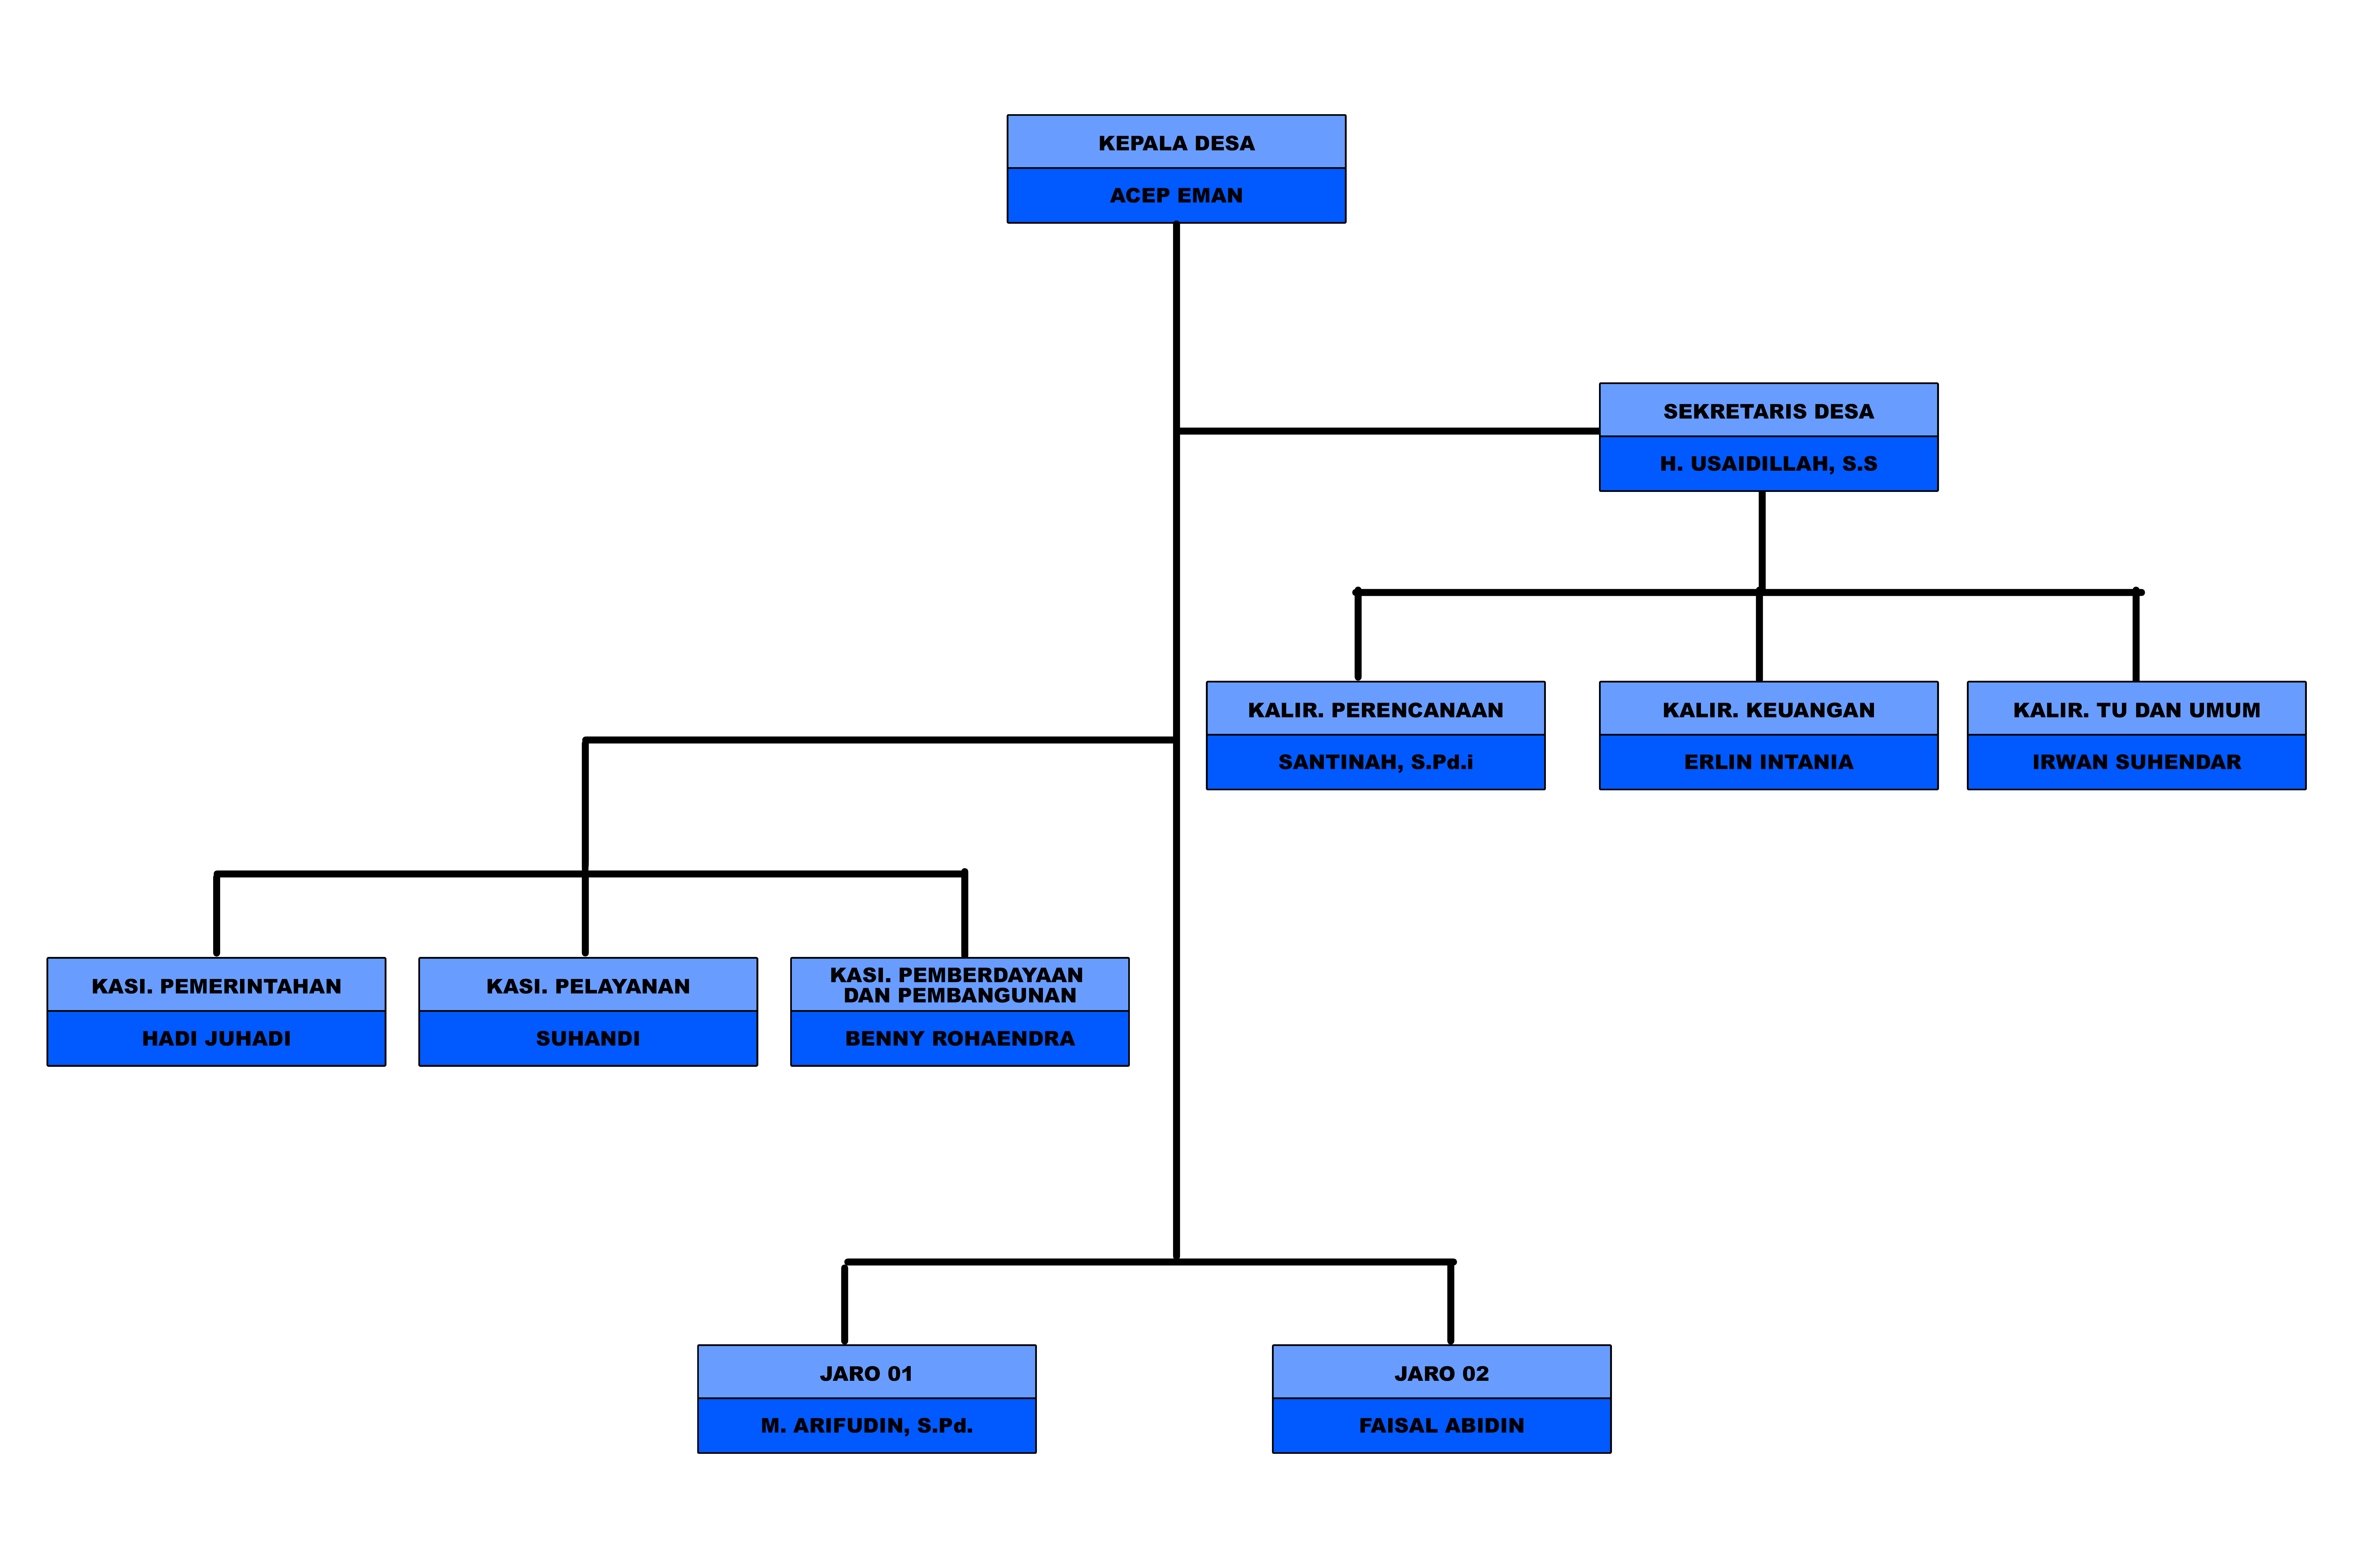 KEPALA DESA
ACEP EMAN
SEKRETARIS DESA
H. USAIDILLAH, S.S
KALIR. PERENCANAAN
SANTINAH, S.Pd.i
KALIR. KEUANGAN
ERLIN INTANIA
KALIR. TU DAN UMUM
IRWAN SUHENDAR
KASI. PEMERINTAHAN
HADI JUHADI
KASI. PELAYANAN
SUHANDI
KASI. PEMBERDAYAAN
DAN PEMBANGUNAN
BENNY ROHAENDRA
JARO 01
M. ARIFUDIN, S.Pd.
JARO 02
FAISAL ABIDIN